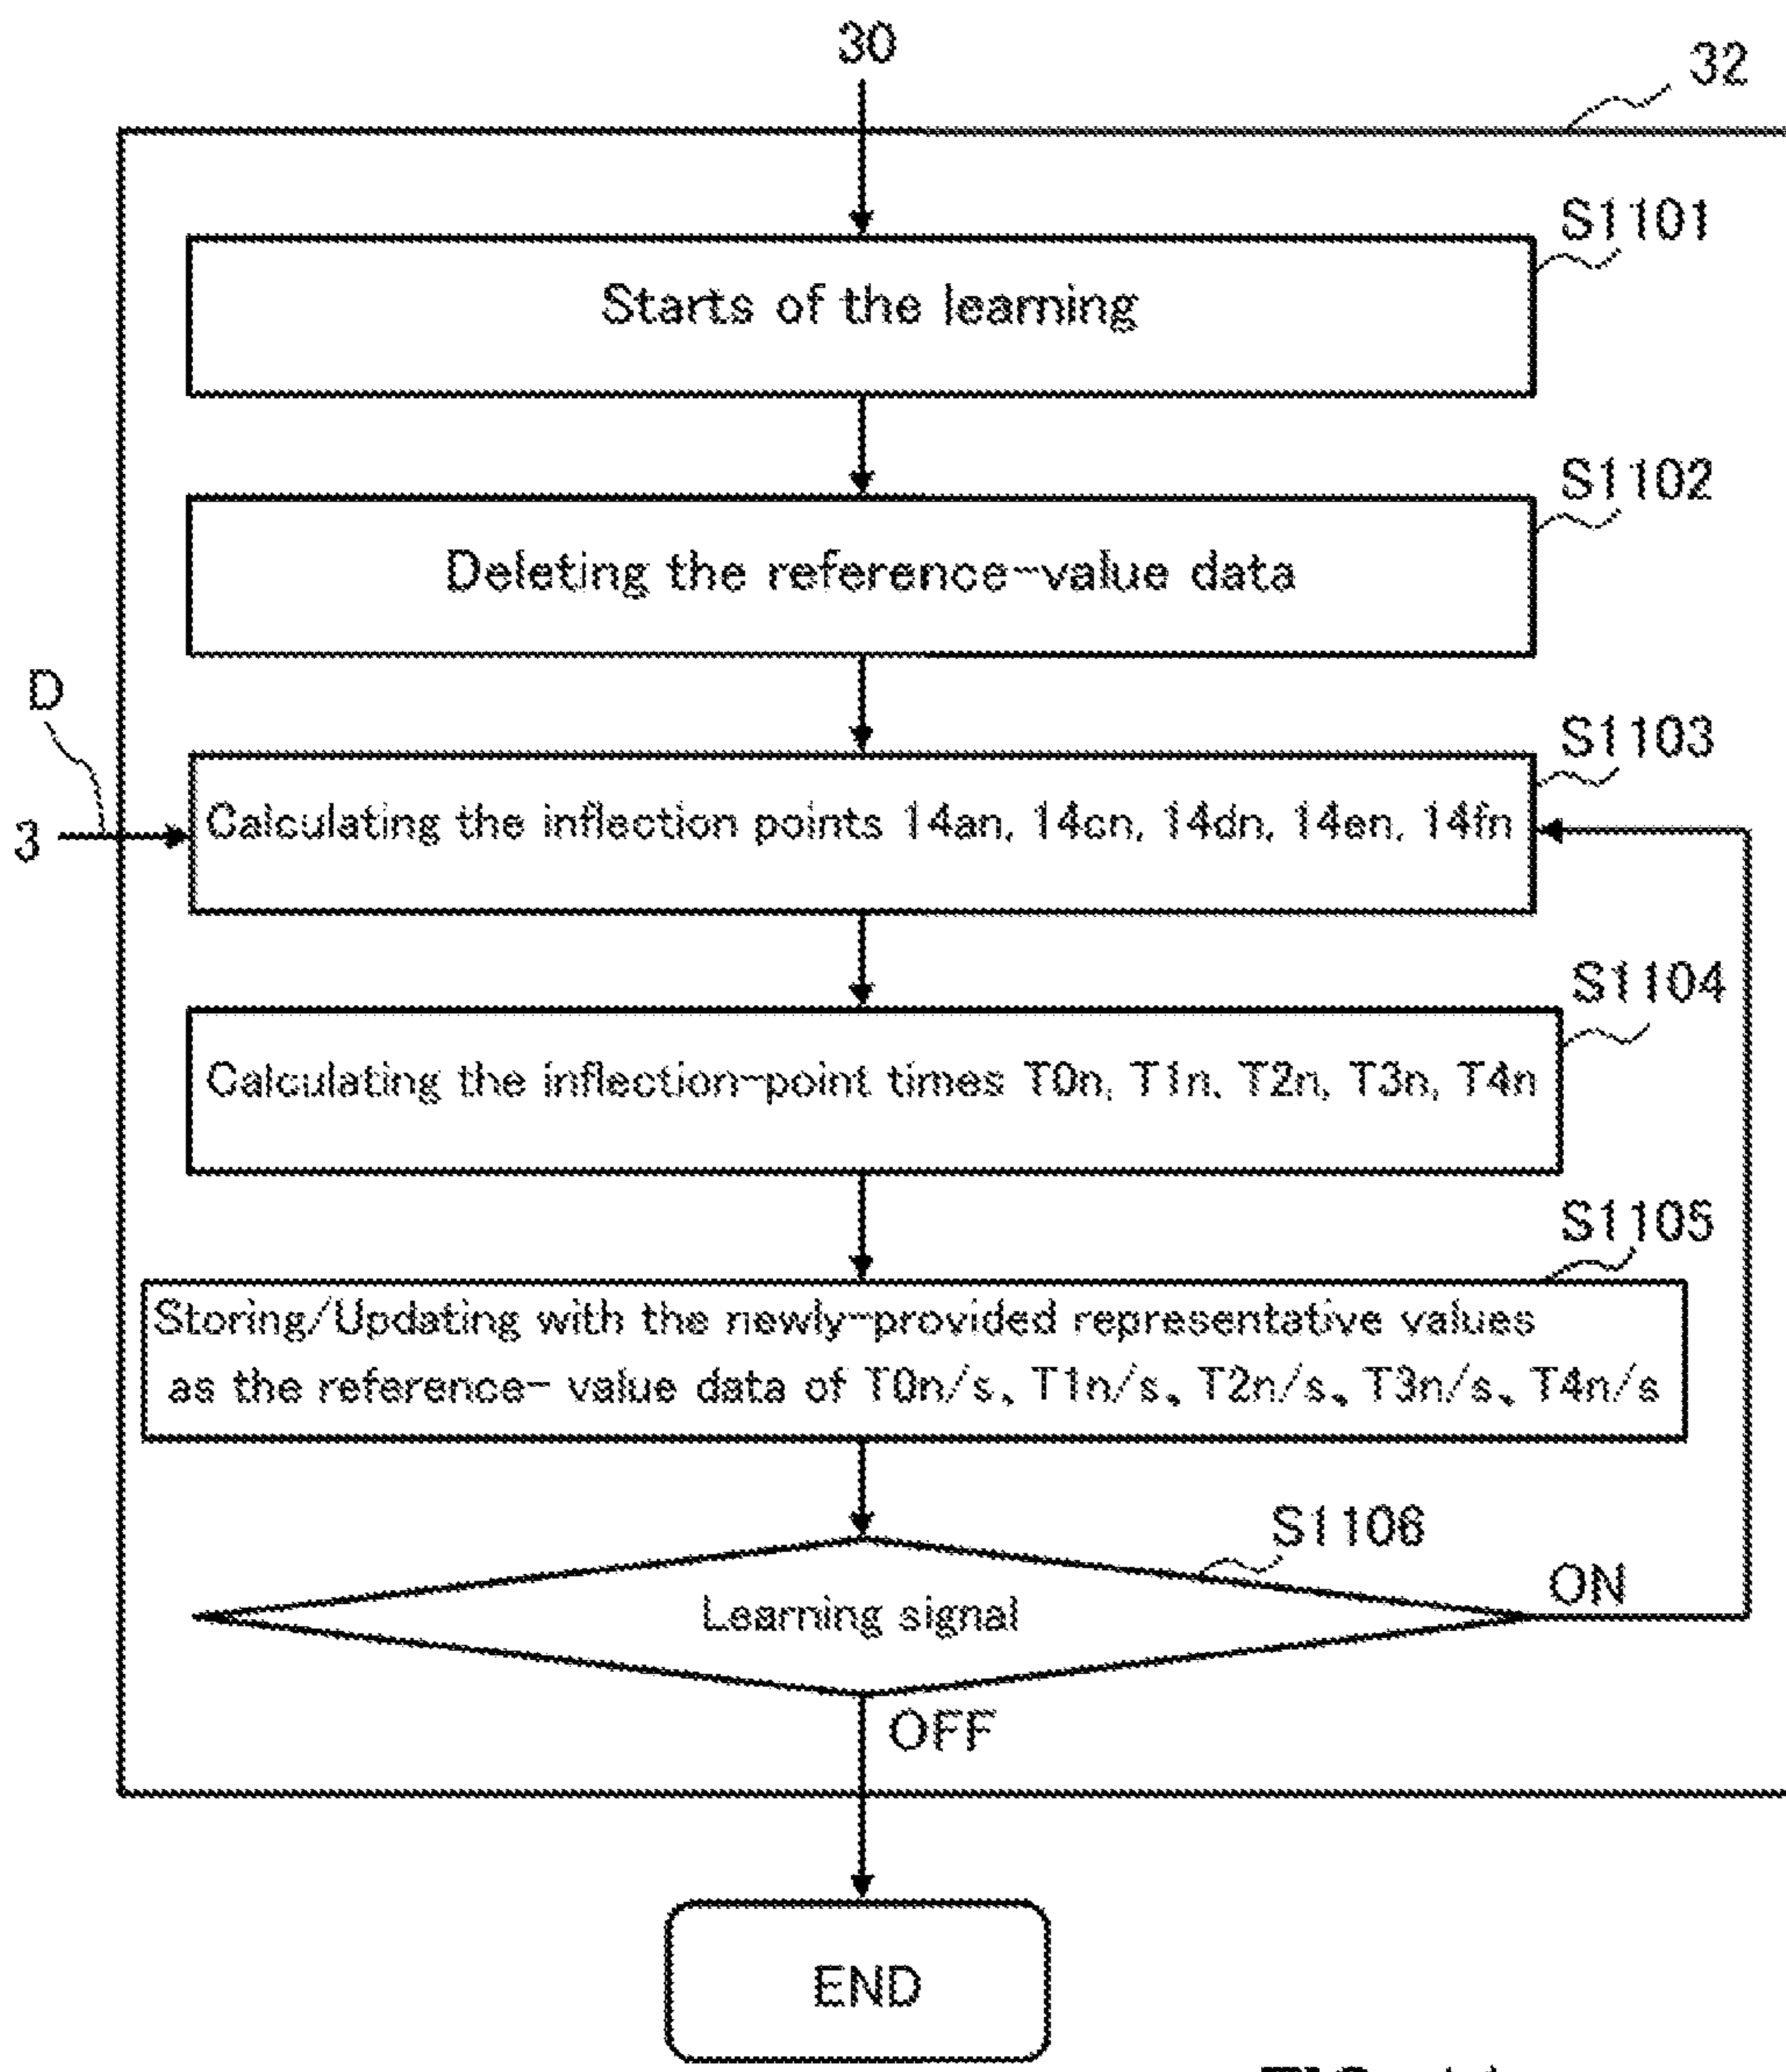 30
32
S1101
Starts of the learning
S1102
Deleting the reference-value data
D
S1103
3
Calculating the inflection points 14an, 14cn, 14dn, 14en, 14fn
S1104
Calculating the inflection-point times T0n, T1n, T2n, T3n, T4n
S1105
Storing/Updating with the newly-provided representative values
as the reference- value data of T0n/s、T1n/s、T2n/s、T3n/s、T4n/s
S1106
Learning signal
ON
OFF
END